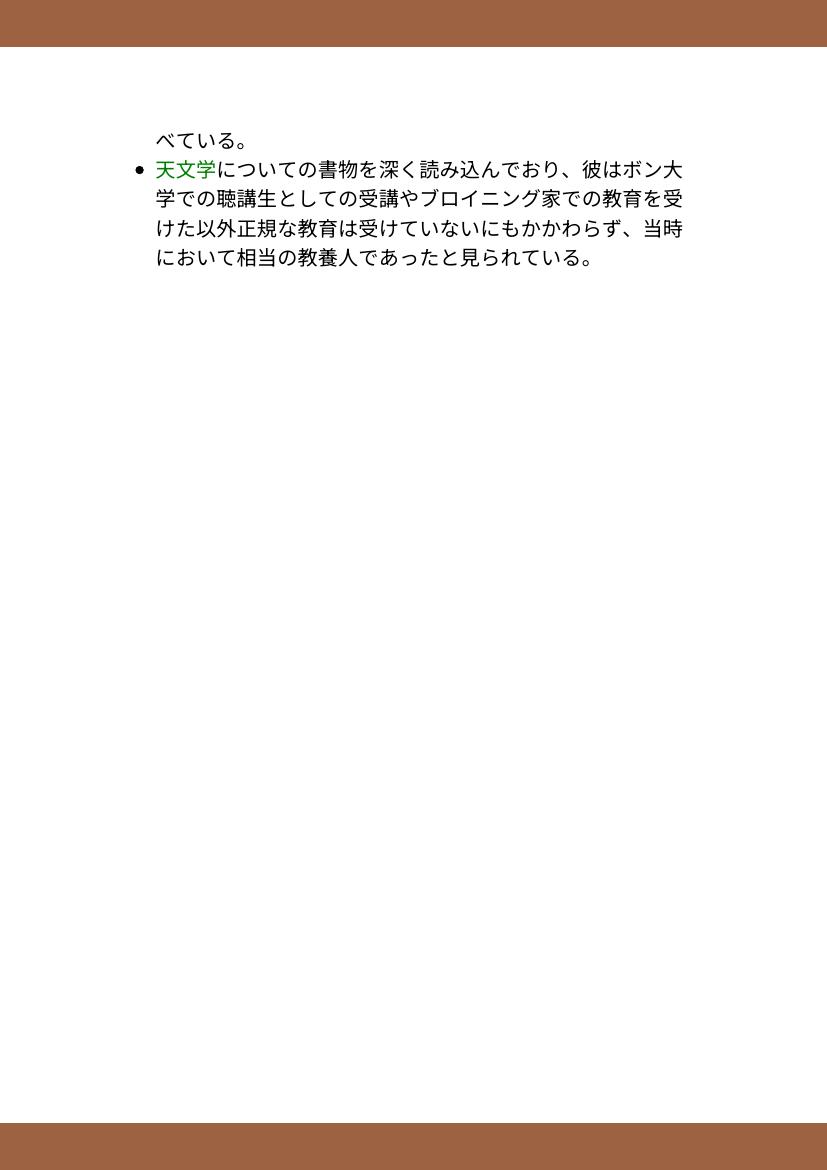 べている。
• 天文学についての書物を深く読み込んでおり、彼はボン大
学での聴講生としての受講やブロイニング家での教育を受
けた以外正規な教育は受けていないにもかかわらず、当時
において相当の教養人であったと見られている。